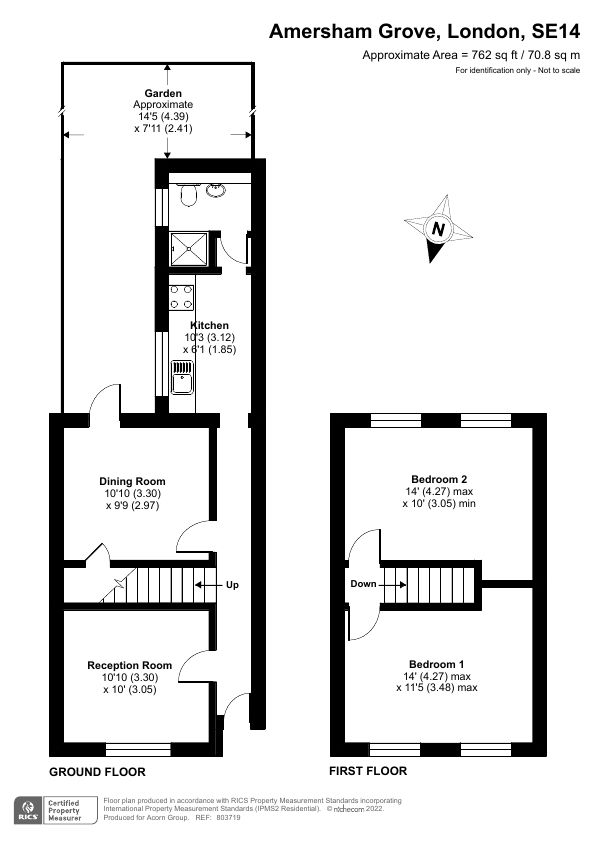 Amersham Grove, London, SE14
Approximate Area = 762 sq ft / 70.8 sq m
For identification only - Not to scale
Garden
Approximate
14'5 (4.39)
x 7'11 (2.41)
N
Kitchen
10'3 (3.12)
x 6'1 (1.85)
Dining Room
10'10 (3.30)
x 9'9 (2.97)
Up
Reception Room
10'10 (3.30)
x 10' (3.05)
GROUND FLOOR
Bedroom 2
14' (4.27) max
x 10' (3.05) min
Down
Bedroom 1
14' (4.27) max
x 11'5 (3.48) max
FIRST FLOOR
RICS
Certified
Property
Measurer
Floor plan produced in accordance with RICS Property Measurement Standards incorporating
International Property Measurement Standards (IPMS2 Residential). © nichecom 2022.
Produced for Acorn Group. REF: 803719